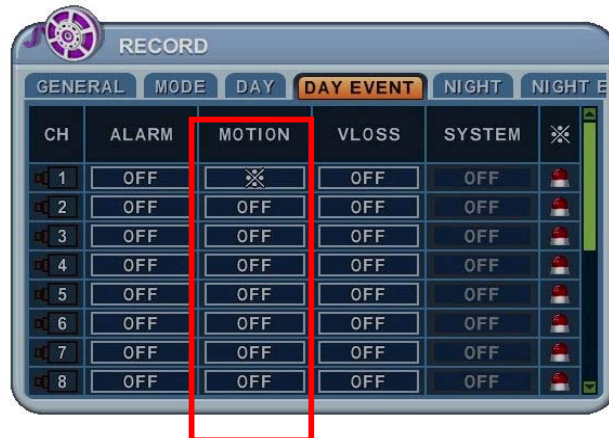 RECORD
GENERAL MODE DAY DAY EVENT NIGHT NIGHT E
CH ALARM MOTION VLOSS SYSTEM ※
1 OFF ※ OFF OFF
2 OFF OFF OFF OFF
3 OFF OFF OFF OFF
4 OFF OFF OFF OFF
5 OFF OFF OFF OFF
6 OFF OFF OFF OFF
7 OFF OFF OFF OFF
8 OFF OFF OFF OFF